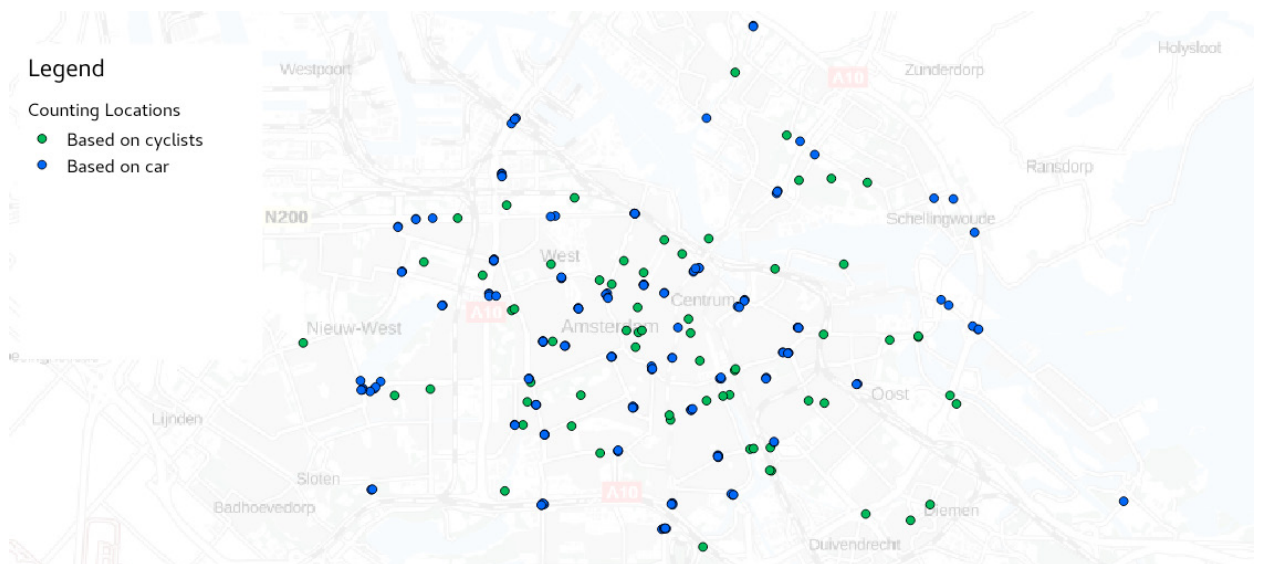 Legend
Counting Locations
Based on cyclists
Based on car
Westpoort
Zunderdorp
Holysloot
A10
Ransdorp
N200
Schellingwoude
West
Centrum
A10
Nieuw-West
Amsterdam
Oost
Lijnden
Sloten
A10
Badhoevedorp
Diemen
Duivendrecht